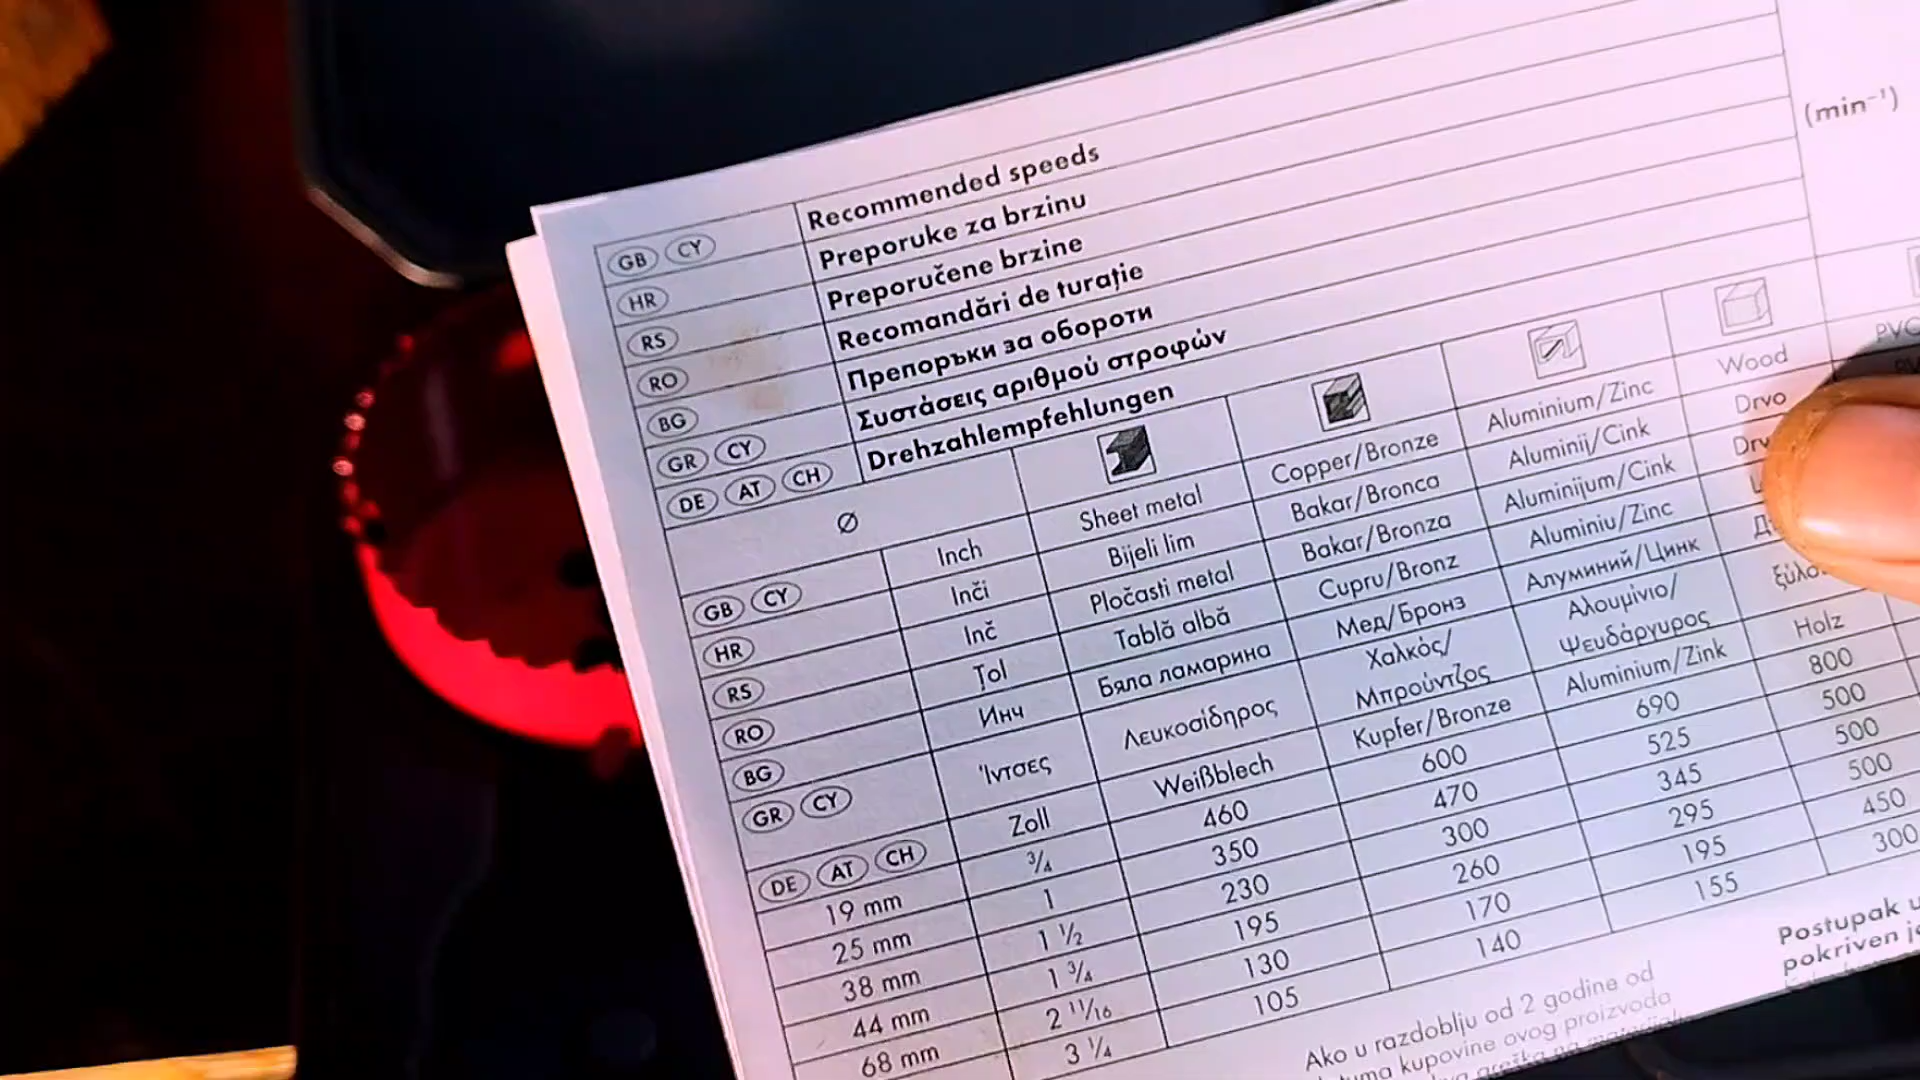 GB CY Recommended speeds
HR Preporuke za brzinu
RS Preporučene brzine
RO Recomandări de turaţie
BG Препоръки за обороти
GR CY Συστάσεις αριθμού στροφών
DE AT CH Drehzahlempfehlungen
(min⁻¹)
Ø
GB CY Inch Sheet metal Copper/Bronze Aluminium/Zinc Wood
HR Inči Bijeli lim Bakar/Bronca Aluminij/Cink Drvo
RS Inč Pločasti metal Bakar/Bronza Aluminijum/Cink
RO Ţol Tablă albă Cupru/Bronz Aluminiu/Zinc
BG Инч Бяла ламарина Мед/Бронз Алуминий/Цинк
GR CY Ίντσες Λευκοσίδηρος Χαλκός/ Μπρούντζος Αλουμίνιο/ Ψευδάργυρος
DE AT CH Zoll Weißblech Kupfer/Bronze Aluminium/Zink Holz
19 mm ¾ 460 600 690 800
25 mm 1 350 470 525 500
38 mm 1 ½ 230 300 345 500
44 mm 1 ¾ 195 260 295 500
68 mm 2 11/16 130 170 195 450
3 ¼ 105 140 155 300
Postupak
pokriven
Ako u razdoblju od 2 godine od
kupovine ovog proizvoda